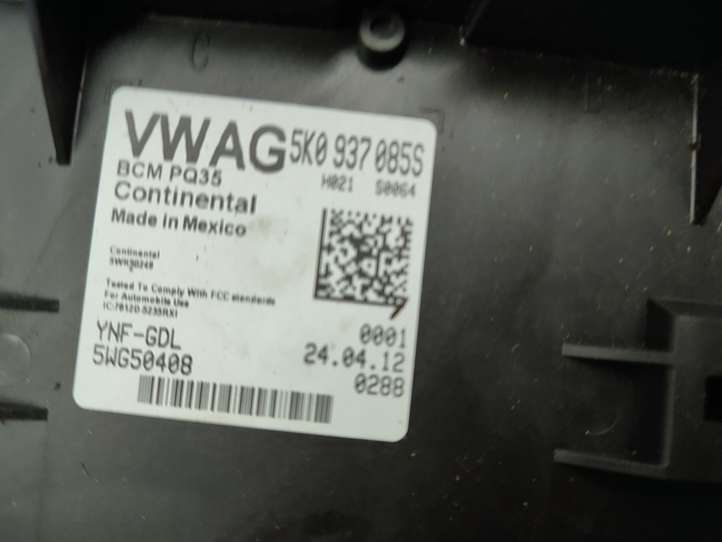 VWAG 5K0 937 085S
BCM PQ35 H021 S0064
Continental
Made in Mexico
Continental
Tested To Comply With FCC standards
For Automobile Use
YNF-GDL 0001
5WG50408 24.04.12
0288